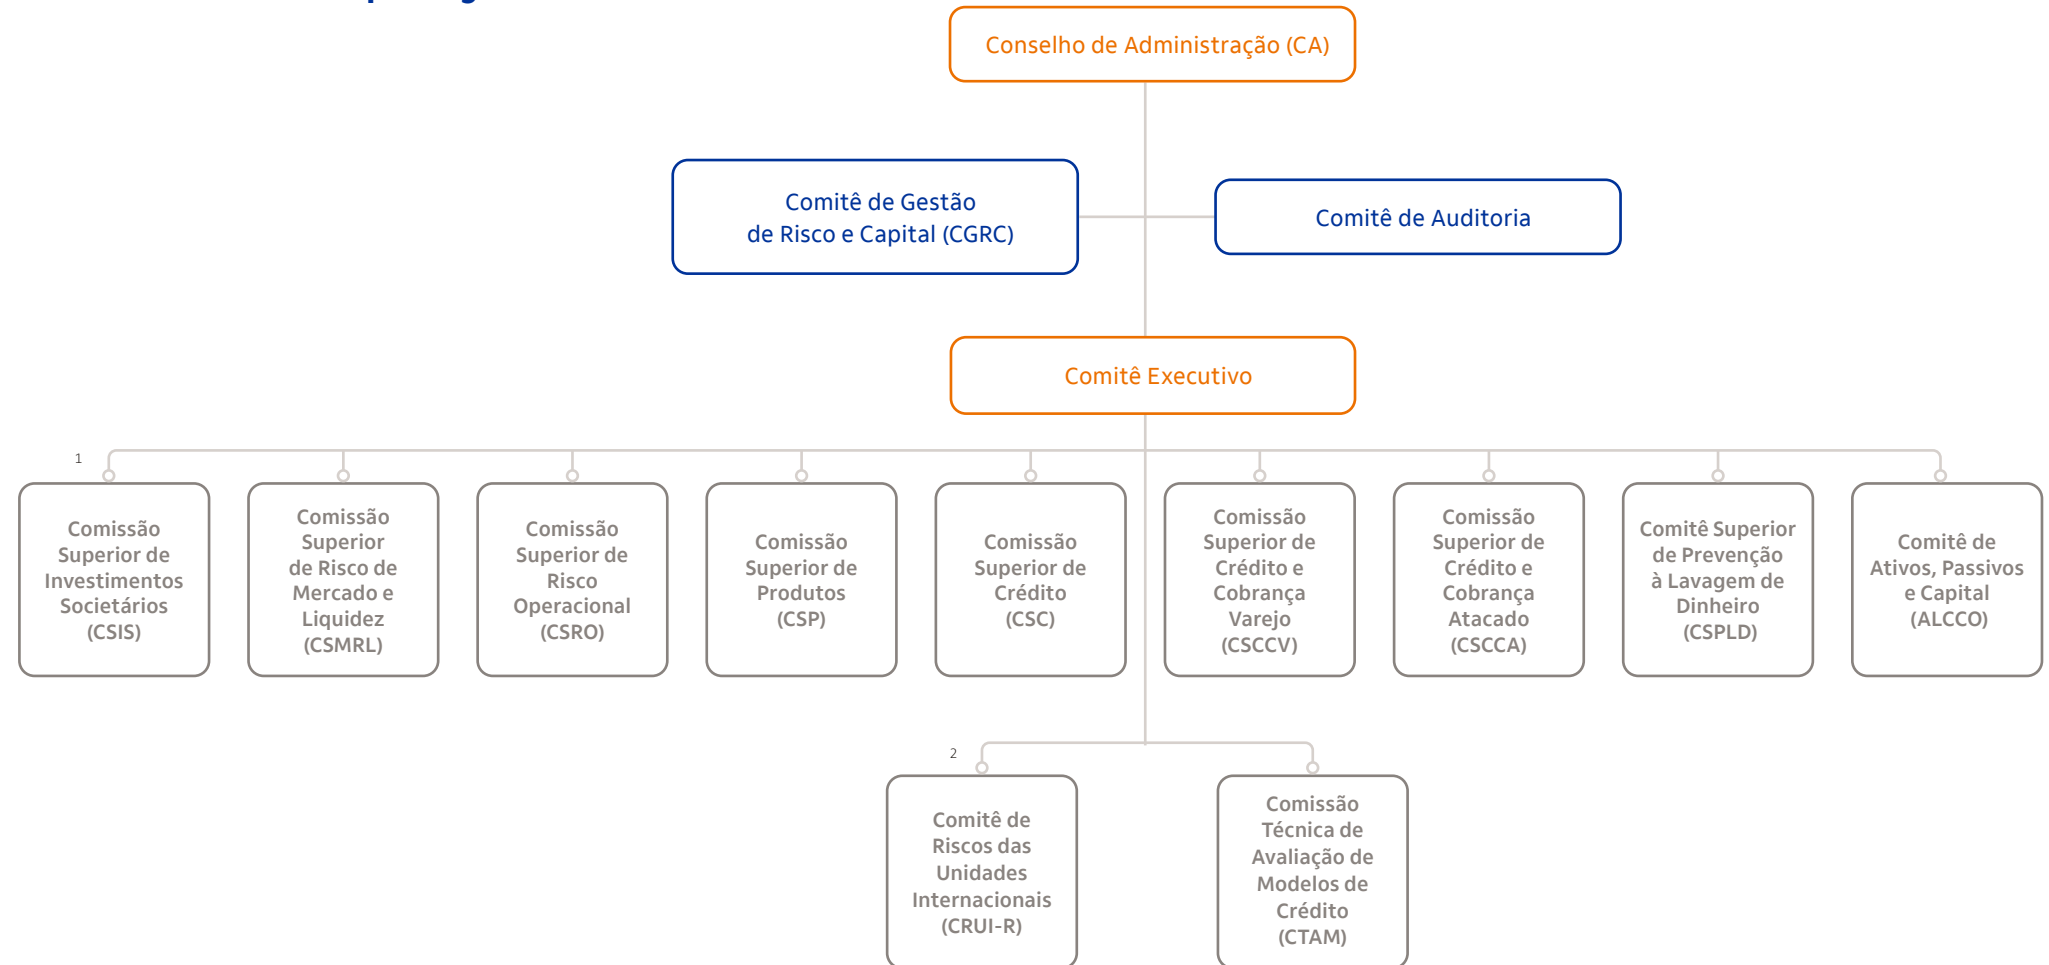 Conselho de Administração (CA)
Comitê de Gestão
de Risco e Capital (CGRC)
Comitê de Auditoria
Comitê Executivo
1
Comissão
Superior de
Investimentos
Societários
(CSIS)
Comissão
Superior
de Risco de
Mercado e
Liquidez
(CSMRL)
Comissão
Superior de
Risco
Operacional
(CSRO)
Comissão
Superior de
Produtos
(CSP)
Comissão
Superior de
Crédito
(CSC)
Comissão
Superior de
Crédito e
Cobrança
Varejo
(CSCCV)
Comissão
Superior de
Crédito e
Cobrança
Atacado
(CSCCA)
Comitê Superior
de Prevenção
à Lavagem de
Dinheiro
(CSPLD)
Comitê de
Ativos, Passivos
e Capital
(ALCCO)
2
Comitê de
Riscos das
Unidades
Internacionais
(CRUI-R)
Comissão
Técnica de
Avaliação de
Modelos de
Crédito
(CTAM)